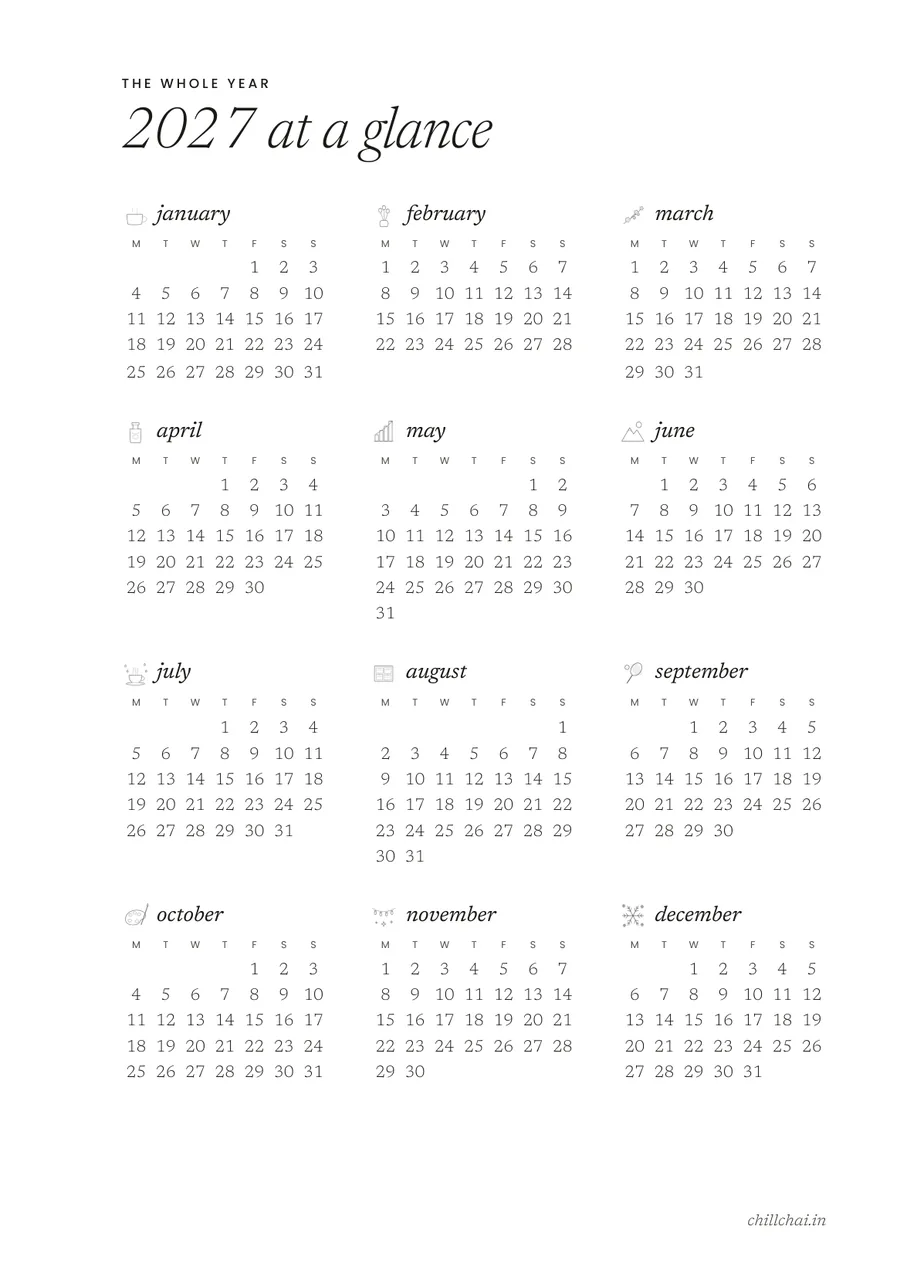 THE WHOLE YEAR
2027 at a glance
january
M T W T F S S
1 2 3
4 5 6 7 8 9 10
11 12 13 14 15 16 17
18 19 20 21 22 23 24
25 26 27 28 29 30 31
february
M T W T F S S
1 2 3 4 5 6 7
8 9 10 11 12 13 14
15 16 17 18 19 20 21
22 23 24 25 26 27 28
march
M T W T F S S
1 2 3 4 5 6 7
8 9 10 11 12 13 14
15 16 17 18 19 20 21
22 23 24 25 26 27 28
29 30 31
april
M T W T F S S
1 2 3 4
5 6 7 8 9 10 11
12 13 14 15 16 17 18
19 20 21 22 23 24 25
26 27 28 29 30
may
M T W T F S S
1 2
3 4 5 6 7 8 9
10 11 12 13 14 15 16
17 18 19 20 21 22 23
24 25 26 27 28 29 30
31
june
M T W T F S S
1 2 3 4 5 6
7 8 9 10 11 12 13
14 15 16 17 18 19 20
21 22 23 24 25 26 27
28 29 30
july
M T W T F S S
1 2 3 4
5 6 7 8 9 10 11
12 13 14 15 16 17 18
19 20 21 22 23 24 25
26 27 28 29 30 31
august
M T W T F S S
1
2 3 4 5 6 7 8
9 10 11 12 13 14 15
16 17 18 19 20 21 22
23 24 25 26 27 28 29
30 31
september
M T W T F S S
1 2 3 4 5
6 7 8 9 10 11 12
13 14 15 16 17 18 19
20 21 22 23 24 25 26
27 28 29 30
october
M T W T F S S
1 2 3
4 5 6 7 8 9 10
11 12 13 14 15 16 17
18 19 20 21 22 23 24
25 26 27 28 29 30 31
november
M T W T F S S
1 2 3 4 5 6 7
8 9 10 11 12 13 14
15 16 17 18 19 20 21
22 23 24 25 26 27 28
29 30
december
M T W T F S S
1 2 3 4 5
6 7 8 9 10 11 12
13 14 15 16 17 18 19
20 21 22 23 24 25 26
27 28 29 30 31
chillchai.in